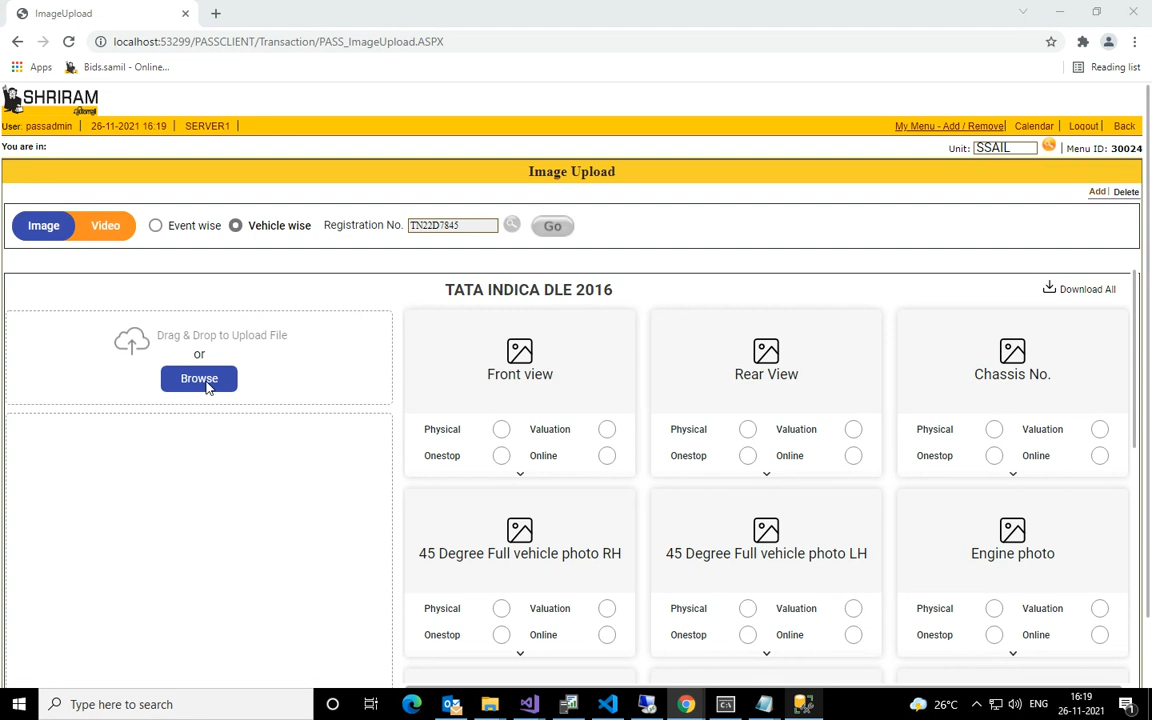 ImageUpload
localhost:53299/PASSCLIENT/Transaction/PASS_ImageUpload.ASPX
Apps Bids.samil - Online... Reading list
SHRIRAM
User: passadmin | 26-11-2021 16:19 | SERVER1 | My Menu - Add / Remove| Calendar | Logout | Back
You are in: Unit: SSAIL | Menu ID: 30024
Image Upload
Add | Delete
Image Video Event wise Vehicle wise Registration No. TN22D7845 Go
TATA INDICA DLE 2016 Download All
Drag & Drop to Upload File
or
Browse
Front view Rear View Chassis No.
Physical Valuation Physical Valuation Physical Valuation
Onestop Online Onestop Online Onestop Online
45 Degree Full vehicle photo RH 45 Degree Full vehicle photo LH Engine photo
Physical Valuation Physical Valuation Physical Valuation
Onestop Online Onestop Online Onestop Online
Type here to search 26°C ENG 16:19
26-11-2021 1